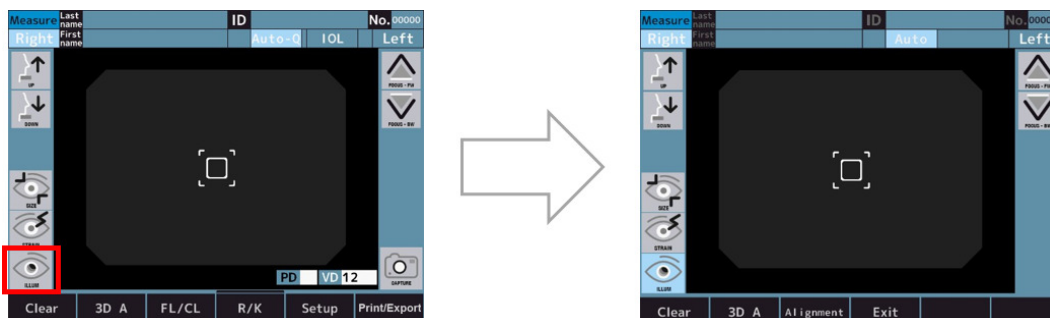 Measure Last name ID No. 00000
Right First name Auto-Q IOL Left
UP
FOCUS - FW
DOWN
FOCUS - BW
SIZE
STRAIN
ILLUMI
CAPTURE
PD VD 12
Clear 3D A FL/CL R/K Setup Print/Export
Measure Last name ID No. 0000
Right First name Auto Left
UP
FOCUS - FW
DOWN
FOCUS - BW
SIZE
STRAIN
ILLUMI
Clear 3D A Alignment Exit